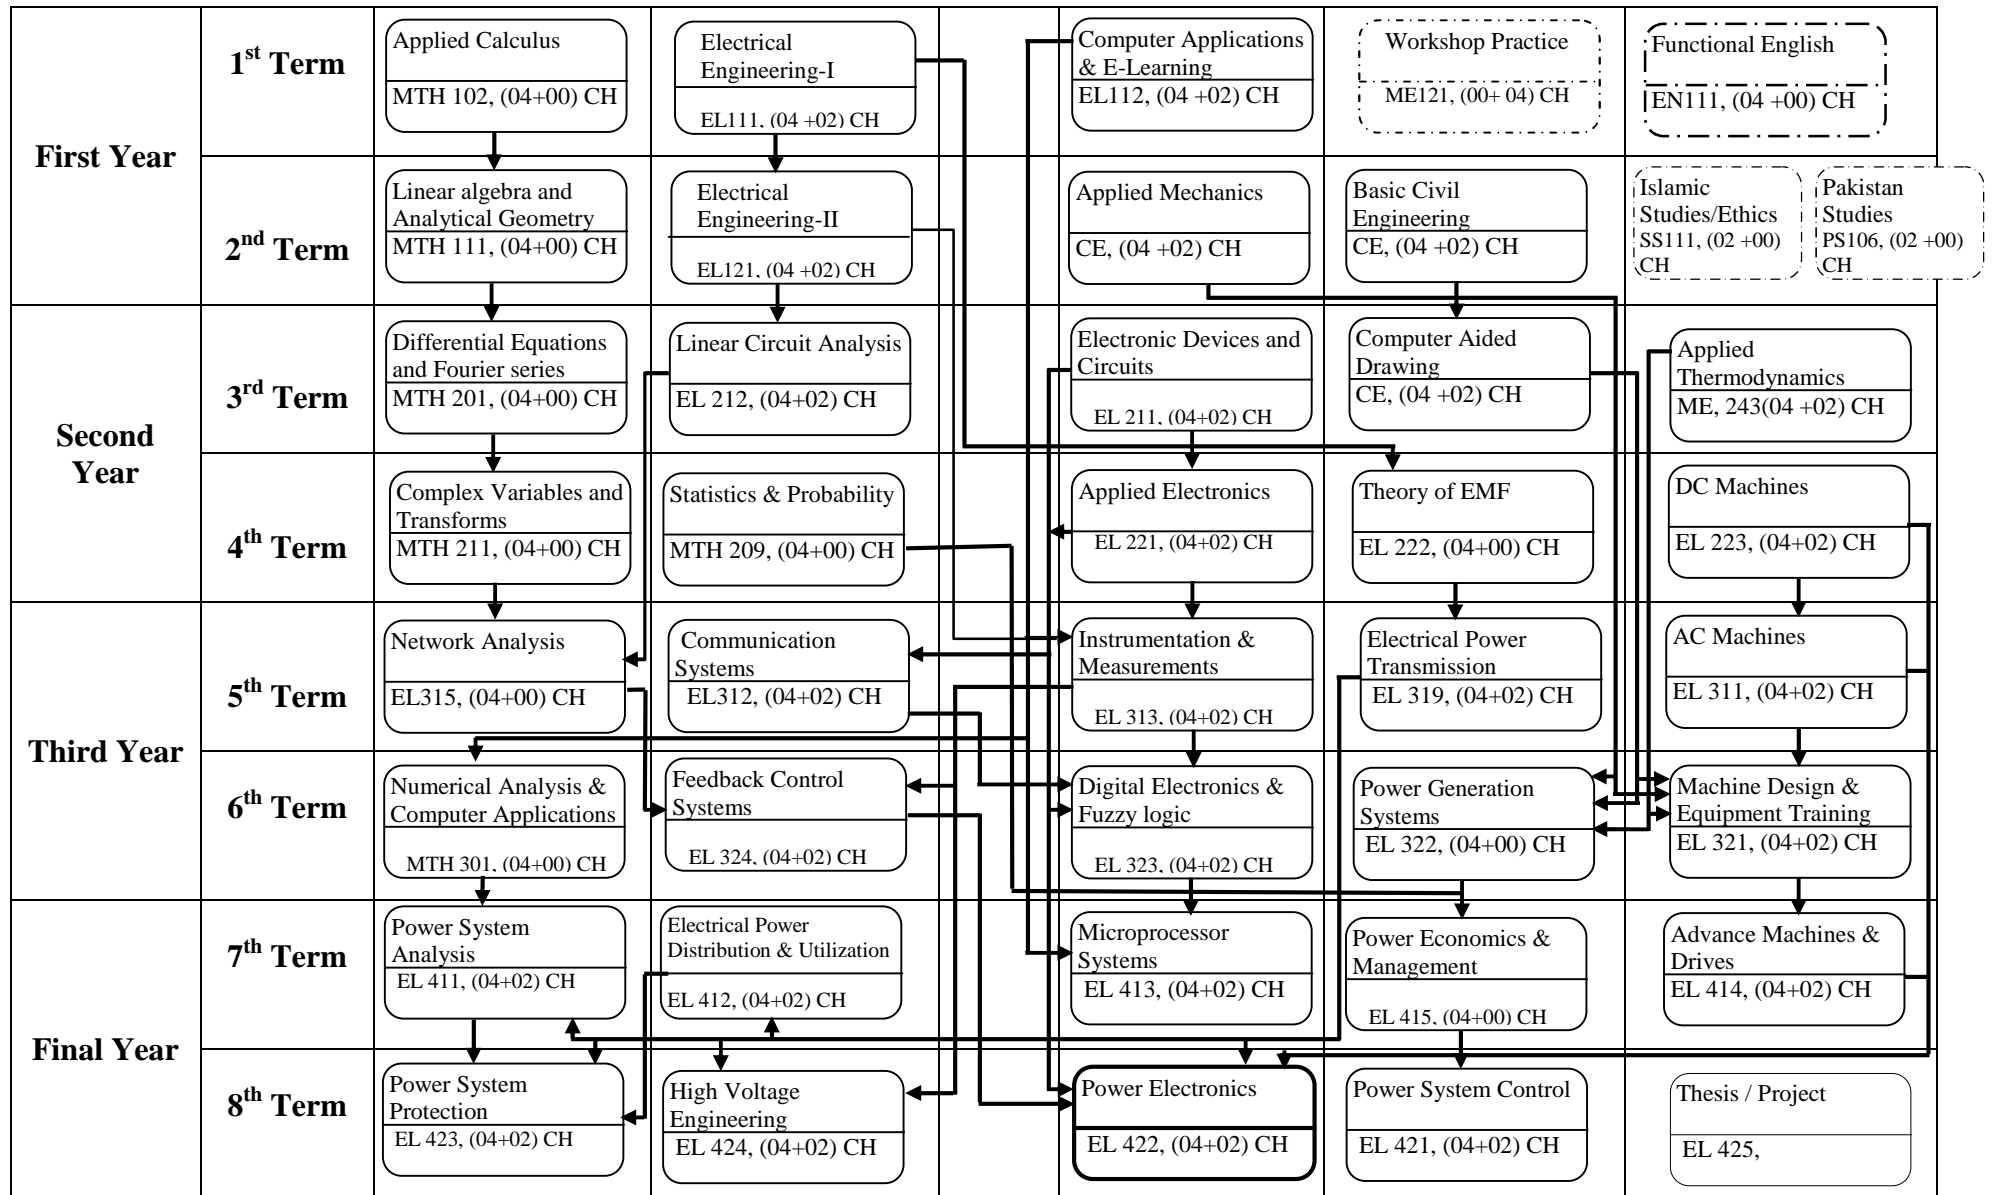 First Year
1st Term
Applied Calculus
MTH 102, (04+00) CH
Electrical
Engineering-I
EL111, (04 +02) CH
Computer Applications
& E-Learning
EL112, (04 +02) CH
Workshop Practice
ME121, (00+ 04) CH
Functional English
EN111, (04 +00) CH
2nd Term
Linear algebra and
Analytical Geometry
MTH 111, (04+00) CH
Electrical
Engineering-II
EL121, (04 +02) CH
Applied Mechanics
CE, (04 +02) CH
Basic Civil
Engineering
CE, (04 +02) CH
Islamic
Studies/Ethics
SS111, (02 +00)
CH
Pakistan
Studies
PS106, (02 +00)
CH
Second
Year
3rd Term
Differential Equations
and Fourier series
MTH 201, (04+00) CH
Linear Circuit Analysis
EL 212, (04+02) CH
Electronic Devices and
Circuits
EL 211, (04+02) CH
Computer Aided
Drawing
CE, (04 +02) CH
Applied
Thermodynamics
ME, 243(04 +02) CH
4th Term
Complex Variables and
Transforms
MTH 211, (04+00) CH
Statistics & Probability
MTH 209, (04+00) CH
Applied Electronics
EL 221, (04+02) CH
Theory of EMF
EL 222, (04+00) CH
DC Machines
EL 223, (04+02) CH
Third Year
5th Term
Network Analysis
EL315, (04+00) CH
Communication
Systems
EL312, (04+02) CH
Instrumentation &
Measurements
EL 313, (04+02) CH
Electrical Power
Transmission
EL 319, (04+02) CH
AC Machines
EL 311, (04+02) CH
6th Term
Numerical Analysis &
Computer Applications
MTH 301, (04+00) CH
Feedback Control
Systems
EL 324, (04+02) CH
Digital Electronics &
Fuzzy logic
EL 323, (04+02) CH
Power Generation
Systems
EL 322, (04+00) CH
Machine Design &
Equipment Training
EL 321, (04+02) CH
Final Year
7th Term
Power System
Analysis
EL 411, (04+02) CH
Electrical Power
Distribution & Utilization
EL 412, (04+02) CH
Microprocessor
Systems
EL 413, (04+02) CH
Power Economics &
Management
EL 415, (04+00) CH
Advance Machines &
Drives
EL 414, (04+02) CH
8th Term
Power System
Protection
EL 423, (04+02) CH
High Voltage
Engineering
EL 424, (04+02) CH
Power Electronics
EL 422, (04+02) CH
Power System Control
EL 421, (04+02) CH
Thesis / Project
EL 425,